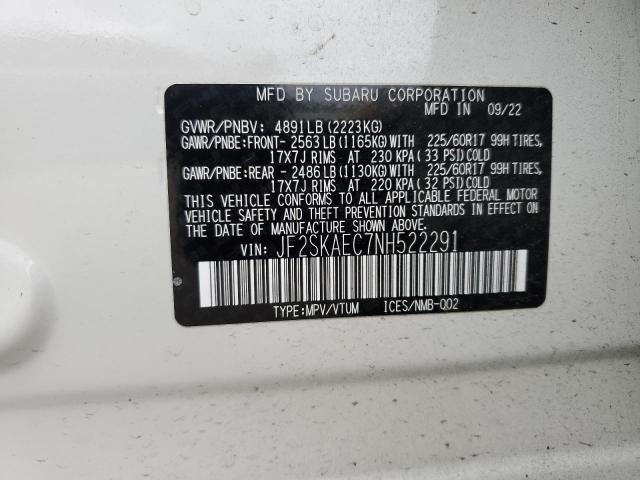 MFD BY SUBARU CORPORATION
MFD IN 09/22
GVWR/PNBV: 4891LB(2223KG)
GAWR/PNBE:FRONT- 2563LB(1165KG)WITH 225/60R17 99H TIRES,
17X7J RIMS AT 230 KPA(33 PSI)COLD
GAWR/PNBE:REAR - 2486LB(1130KG)WITH 225/60R17 99H TIRES,
17X7J RIMS AT 220 KPA(32 PSI)COLD
THIS VEHICLE CONFORMS TO ALL APPLICABLE FEDERAL MOTOR
VEHICLE SAFETY AND THEFT PREVENTION STANDARDS IN EFFECT ON
THE DATE OF MANUFACTURE SHOWN ABOVE.
VIN: JF2SKAEC7NH522291
TYPE:MPV/VTUM ICES/NMB-002